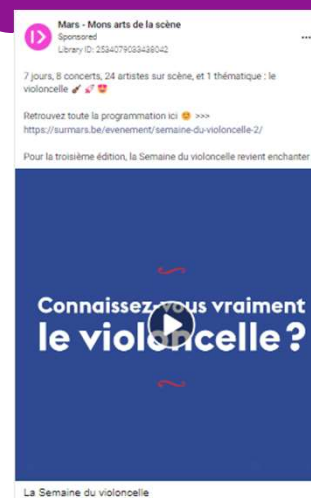 Mars - Mons arts de la scène
Sponsored
Library ID: 2534079033438042
7 jours, 8 concerts, 24 artistes sur scène, et 1 thématique : le
violoncelle 🎻 🎻 😍
Retrouvez toute la programmation ici 😊 >>>
https://surmars.be/evenement/semaine-du-violoncelle-2/
Pour la troisième édition, la Semaine du violoncelle revient enchanter
Connaissez-vous vraiment
le violoncelle ?
La Semaine du violoncelle